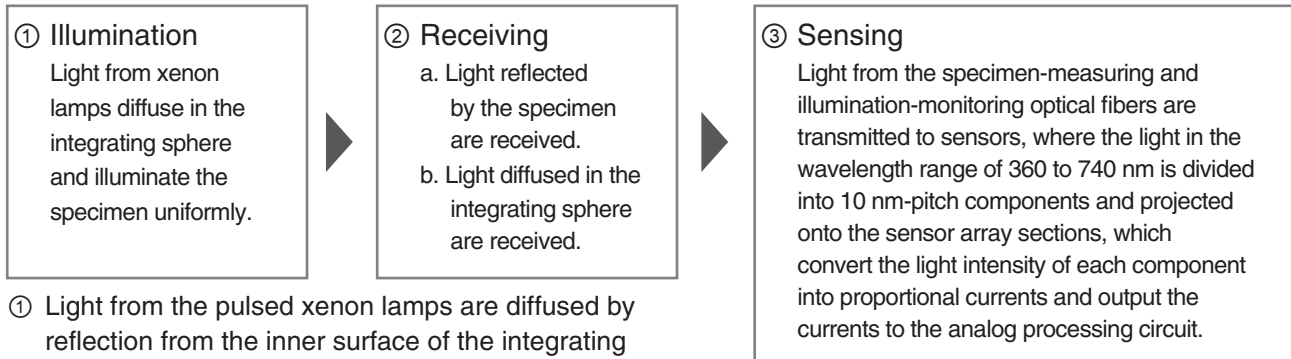 ① Illumination
Light from xenon
lamps diffuse in the
integrating sphere
and illuminate the
specimen uniformly.
② Receiving
a. Light reflected
by the specimen
are received.
b. Light diffused in the
integrating sphere
are received.
③ Sensing
Light from the specimen-measuring and
illumination-monitoring optical fibers are
transmitted to sensors, where the light in the
wavelength range of 360 to 740 nm is divided
into 10 nm-pitch components and projected
onto the sensor array sections, which
convert the light intensity of each component
into proportional currents and output the
currents to the analog processing circuit.
① Light from the pulsed xenon lamps are diffused by
reflection from the inner surface of the integrating